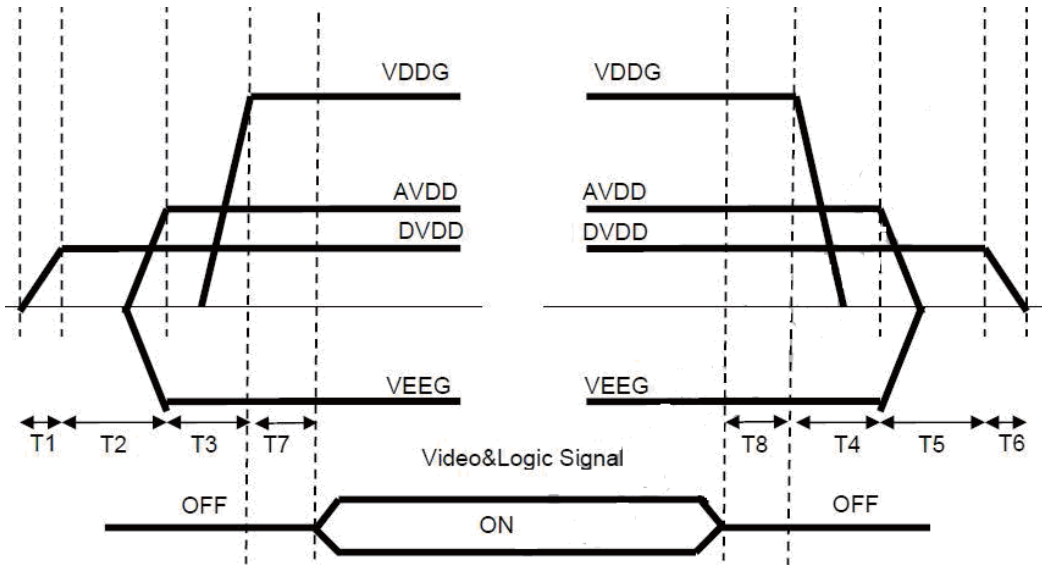 VDDG VDDG
AVDD AVDD
DVDD DVDD
VEEG VEEG
T1 T2 T3 T7 T8 T4 T5 T6
Video&Logic Signal
OFF ON OFF